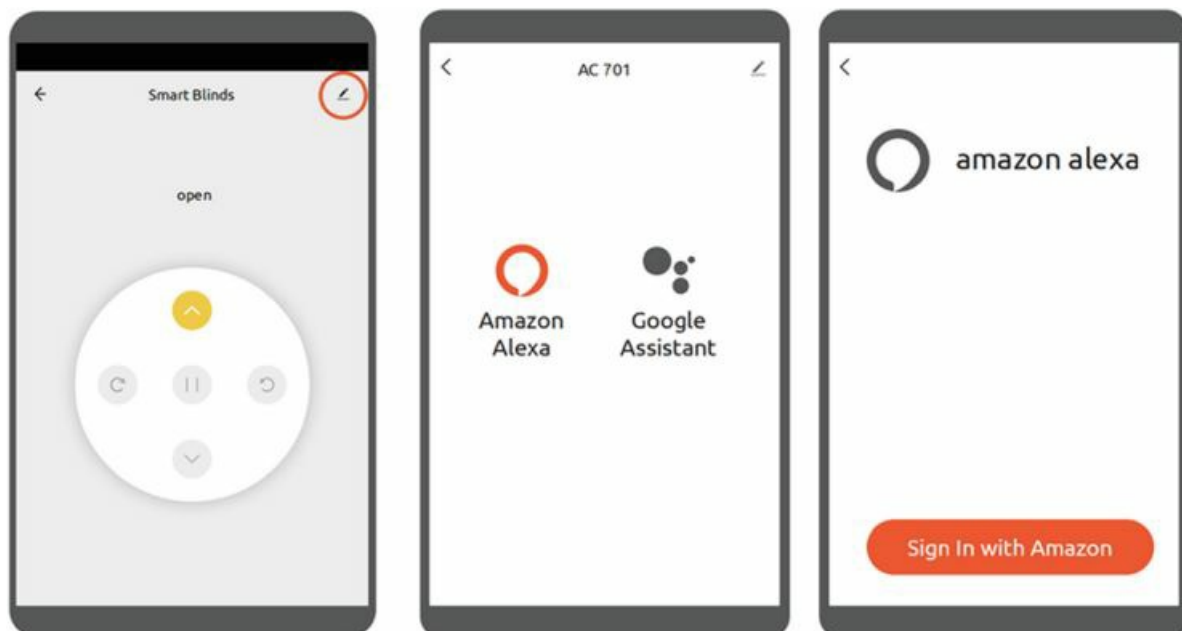 Smart Blinds
open
AC 701
Amazon
Alexa
Google
Assistant
amazon alexa
Sign In with Amazon